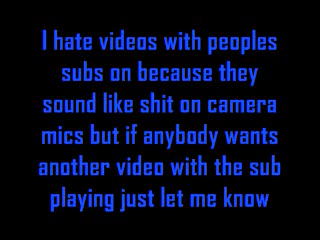 I hate videos with peoples
subs on because they
sound like shit on camera
mics but if anybody wants
another video with the sub
playing just let me know